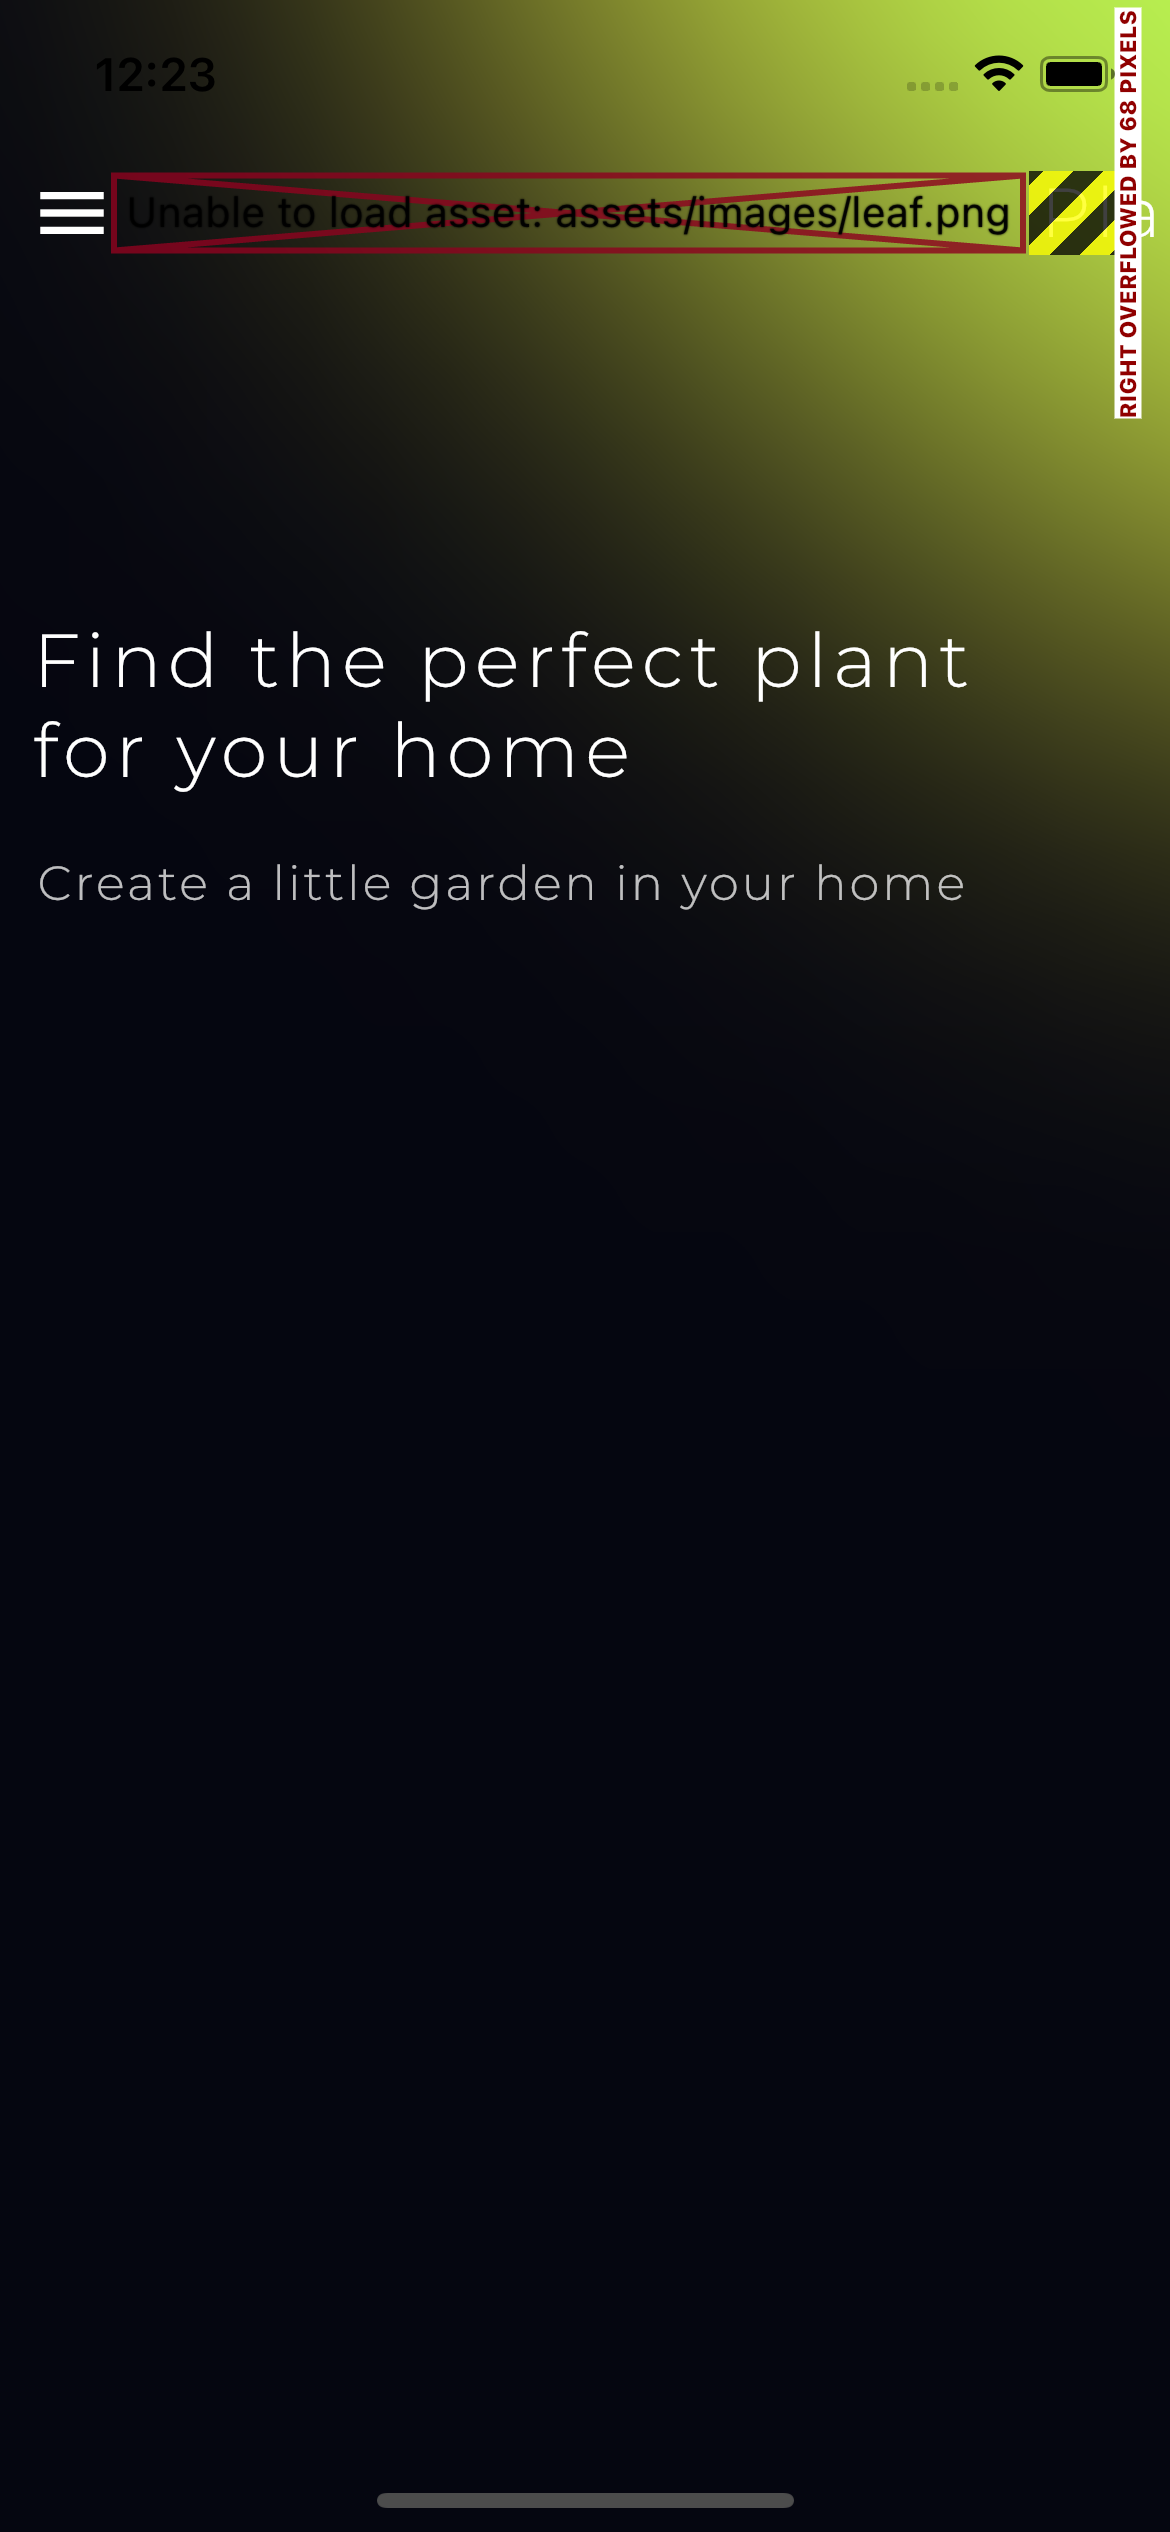 12:23
Unable to load asset: assets/images/leaf.png
RIGHT OVERFLOWED BY 68 PIXELS
Find the perfect plant
for your home
Create a little garden in your home